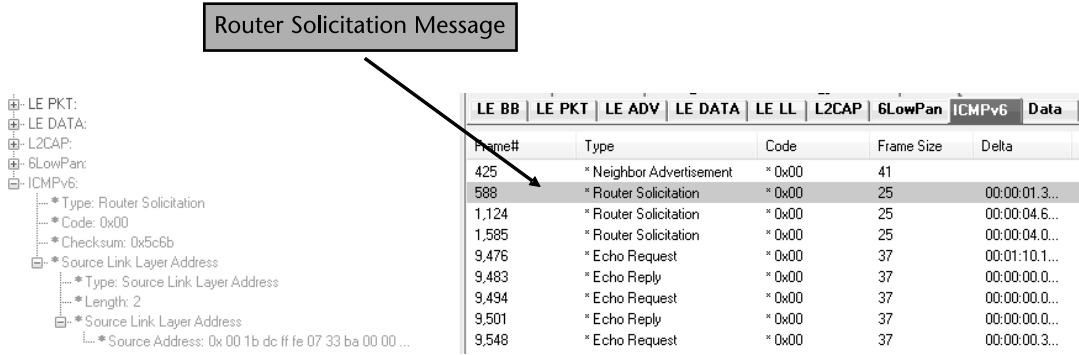 Router Solicitation Message
LE PKT:
LE DATA:
L2CAP:
6LowPan:
ICMPv6:
* Type: Router Solicitation
* Code: 0x00
* Checksum: 0x5c6b
* Source Link Layer Address
* Type: Source Link Layer Address
* Length: 2
* Source Link Layer Address
* Source Address: 0x 00 1b dc ff fe 07 33 ba 00 00 ...
LE BB | LE PKT | LE ADV | LE DATA | LE LL | L2CAP | 6LowPan | ICMPv6 | Data
Frame# Type Code Frame Size Delta
425 * Neighbor Advertisement * 0x00 41
588 * Router Solicitation * 0x00 25 00:00:01.3...
1,124 * Router Solicitation * 0x00 25 00:00:04.6...
1,585 * Router Solicitation * 0x00 25 00:00:04.0...
9,476 * Echo Request * 0x00 37 00:01:10.1...
9,483 * Echo Reply * 0x00 37 00:00:00.0...
9,494 * Echo Request * 0x00 37 00:00:00.0...
9,501 * Echo Reply * 0x00 37 00:00:00.0...
9,548 * Echo Request * 0x00 37 00:00:00.3...